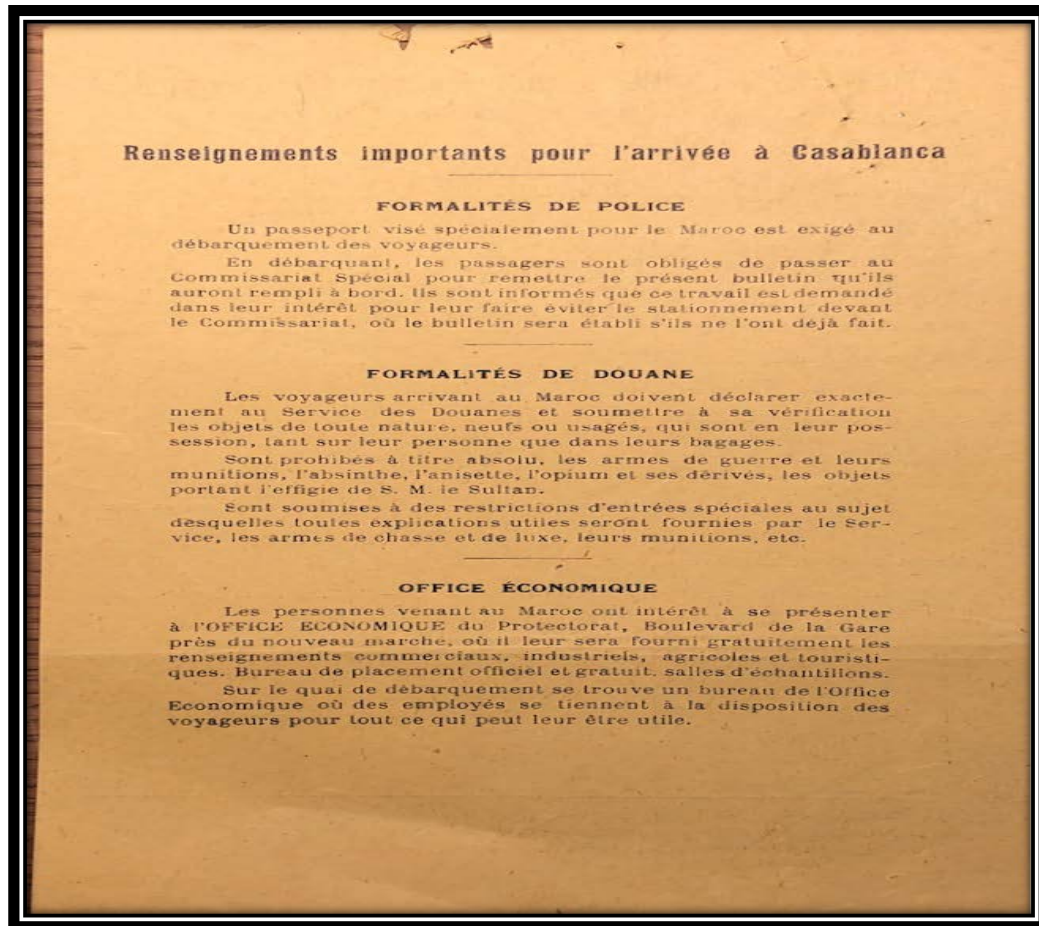 Renseignements importants pour l'arrivée à Casablanca
FORMALITÉS DE POLICE
Un passeport visé spécialement pour le Maroc est exigé au
débarquement des voyageurs.
En débarquant, les passagers sont obligés de passer au
Commissariat Spécial pour remettre le présent bulletin qu'ils
auront rempli à bord. Ils sont informés que ce travail est demandé
dans leur intérêt pour leur faire éviter le stationnement devant
le Commissariat, où le bulletin sera établi s'ils ne l'ont déjà fait.
FORMALITÉS DE DOUANE
Les voyageurs arrivant au Maroc doivent déclarer exacte-
ment au Service des Douanes et soumettre à sa vérification
les objets de toute nature, neufs ou usagés, qui sont en leur pos-
session, tant sur leur personne que dans leurs bagages.
Sont prohibés à titre absolu, les armes de guerre et leurs
munitions, l'absinthe, l'anisette, l'opium et ses dérivés, les objets
portant l'effigie de S. M. le Sultan.
Sont soumises à des restrictions d'entrées spéciales au sujet
desquelles toutes explications utiles seront fournies par le Ser-
vice, les armes de chasse et de luxe, leurs munitions, etc.
OFFICE ÉCONOMIQUE
Les personnes venant au Maroc ont intérêt à se présenter
à l'OFFICE ECONOMIQUE du Protectorat, Boulevard de la Gare
près du nouveau marche, où il leur sera fourni gratuitement les
renseignements commerciaux, industriels, agricoles et touristi-
ques. Bureau de placement officiel et gratuit, salles d'échantillons.
Sur le quai de débarquement se trouve un bureau de l'Office
Economique où des employés se tiennent à la disposition des
voyageurs pour tout ce qui peut leur être utile.